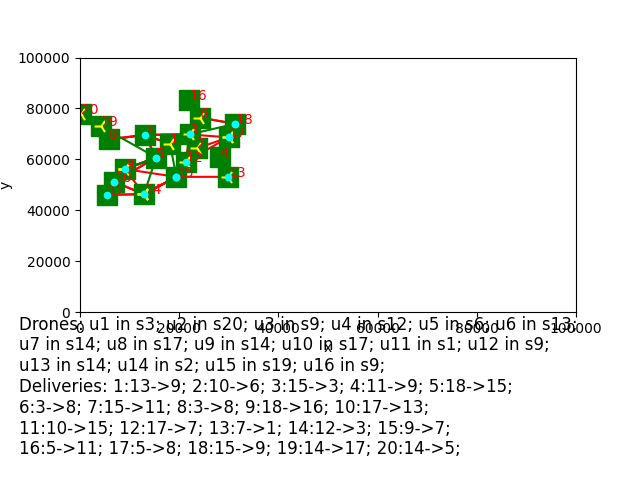 100000
80000
60000
40000
20000
0
y
0 20000 40000 60000 80000 100000
x
16
Drones: u1 in s3; u2 in s20; u3 in s9; u4 in s12; u5 in s6; u6 in s13;
u7 in s14; u8 in s17; u9 in s14; u10 in s17; u11 in s1; u12 in s9;
u13 in s14; u14 in s2; u15 in s19; u16 in s9;
Deliveries: 1:13->9; 2:10->6; 3:15->3; 4:11->9; 5:18->15;
6:3->8; 7:15->11; 8:3->8; 9:18->16; 10:17->13;
11:10->15; 12:17->7; 13:7->1; 14:12->3; 15:9->7;
16:5->11; 17:5->8; 18:15->9; 19:14->17; 20:14->5;